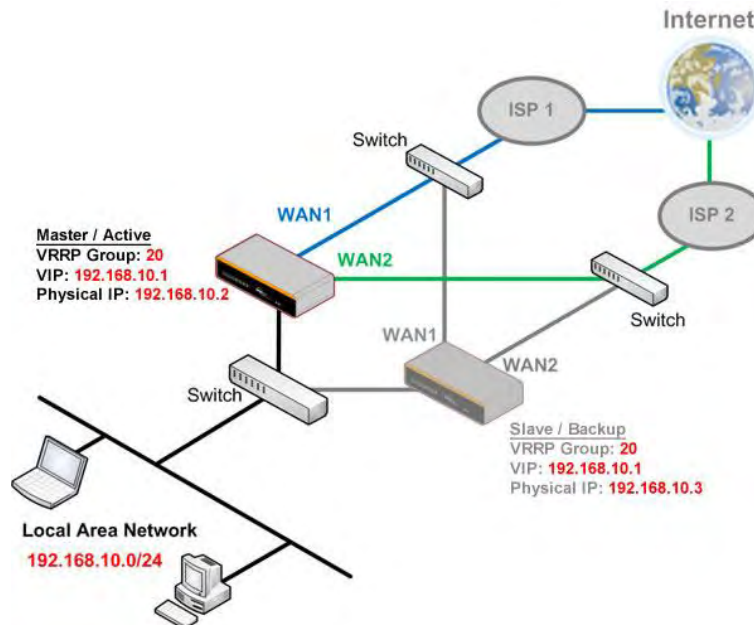 Internet
ISP 1
Switch
WAN1
ISP 2
Master / Active
VRRP Group: 20
VIP: 192.168.10.1
Physical IP: 192.168.10.2
WAN2
Switch
WAN1
WAN2
Switch
Slave / Backup
VRRP Group: 20
VIP: 192.168.10.1
Physical IP: 192.168.10.3
Local Area Network
192.168.10.0/24